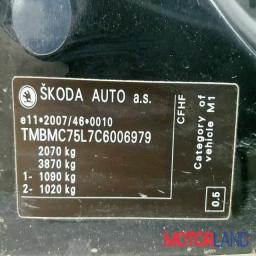 ŠKODA AUTO a.s.
e11*2007/46*0010
TMBMC75L7C6006979
2070 kg
3870 kg
1- 1090 kg
2- 1020 kg
CFHF
Category of
vehicle M1
0.5
MOTORLAND